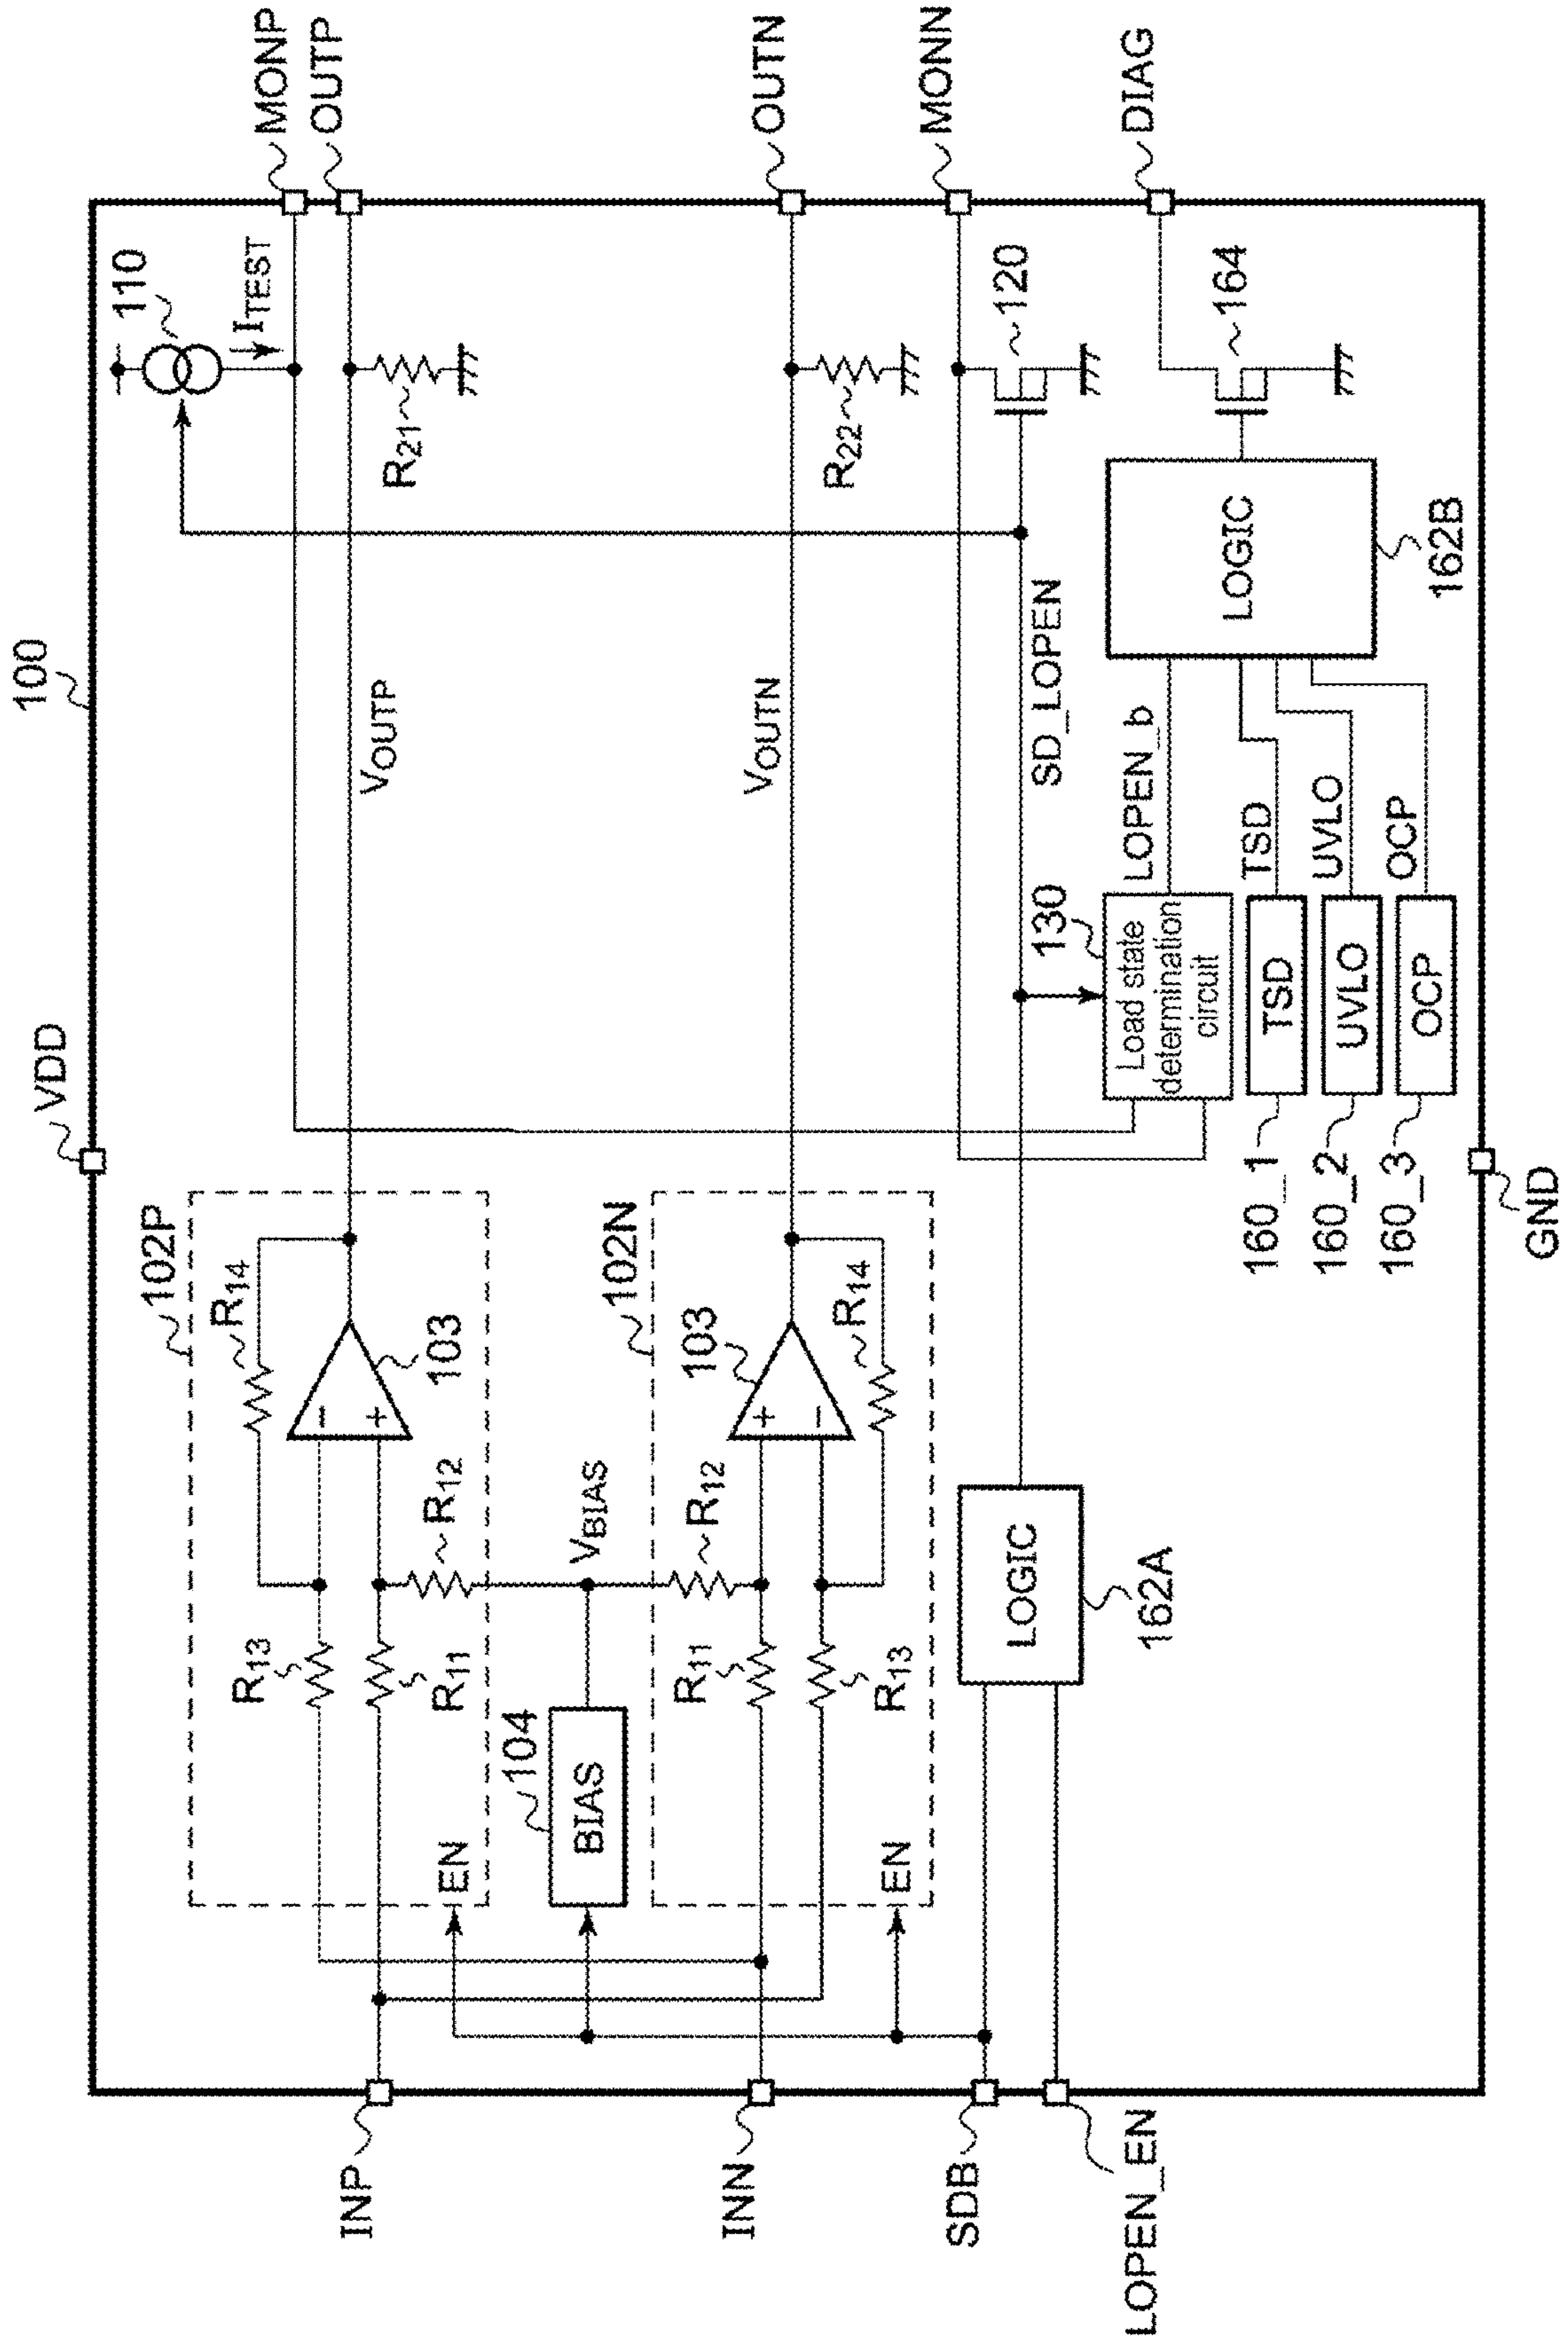 100
VDD
GND
INP
INN
SDB
LOPEN_EN
MONP
OUTP
OUTN
MONN
DIAG
102P
R14
R13
R11
R12
103
EN
104
BIAS
VBIAS
102N
R12
R11
R13
R14
103
EN
LOGIC
162A
VOUTP
VOUTN
110
ITEST
R21
R22
120
SD_LOPEN
130
Load state
determination
circuit
LOPEN_b
160_1
TSD
TSD
160_2
UVLO
UVLO
160_3
OCP
OCP
LOGIC
162B
164